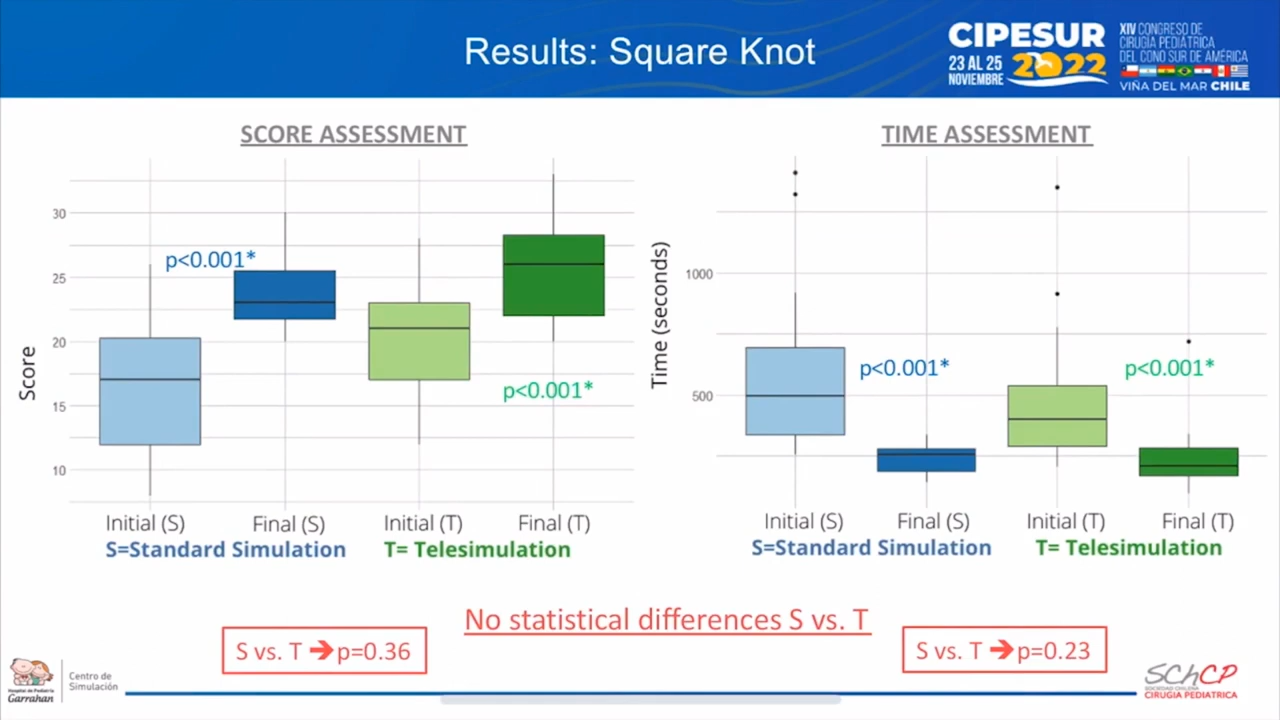 Results: Square Knot
CIPESUR
23 AL 25
NOVIEMBRE
2022
XIV CONGRESO DE
CIRUGÍA PEDIÁTRICA
DEL CONO SUR DE AMÉRICA
VIÑA DEL MAR CHILE
SCORE ASSESSMENT
Score
30
25
20
15
10
p<0.001*
p<0.001*
Initial (S)
Final (S)
Initial (T)
Final (T)
S=Standard Simulation
T= Telesimulation
TIME ASSESSMENT
Time (seconds)
1000
500
p<0.001*
p<0.001*
Initial (S)
Final (S)
Initial (T)
Final (T)
S=Standard Simulation
T= Telesimulation
No statistical differences S vs. T
S vs. T ➔p=0.36
S vs. T ➔p=0.23
Hospital de Pediatría
Garrahan
Centro de
Simulación
SChCP
SOCIEDAD CHILENA
CIRUGÍA PEDIATRICA